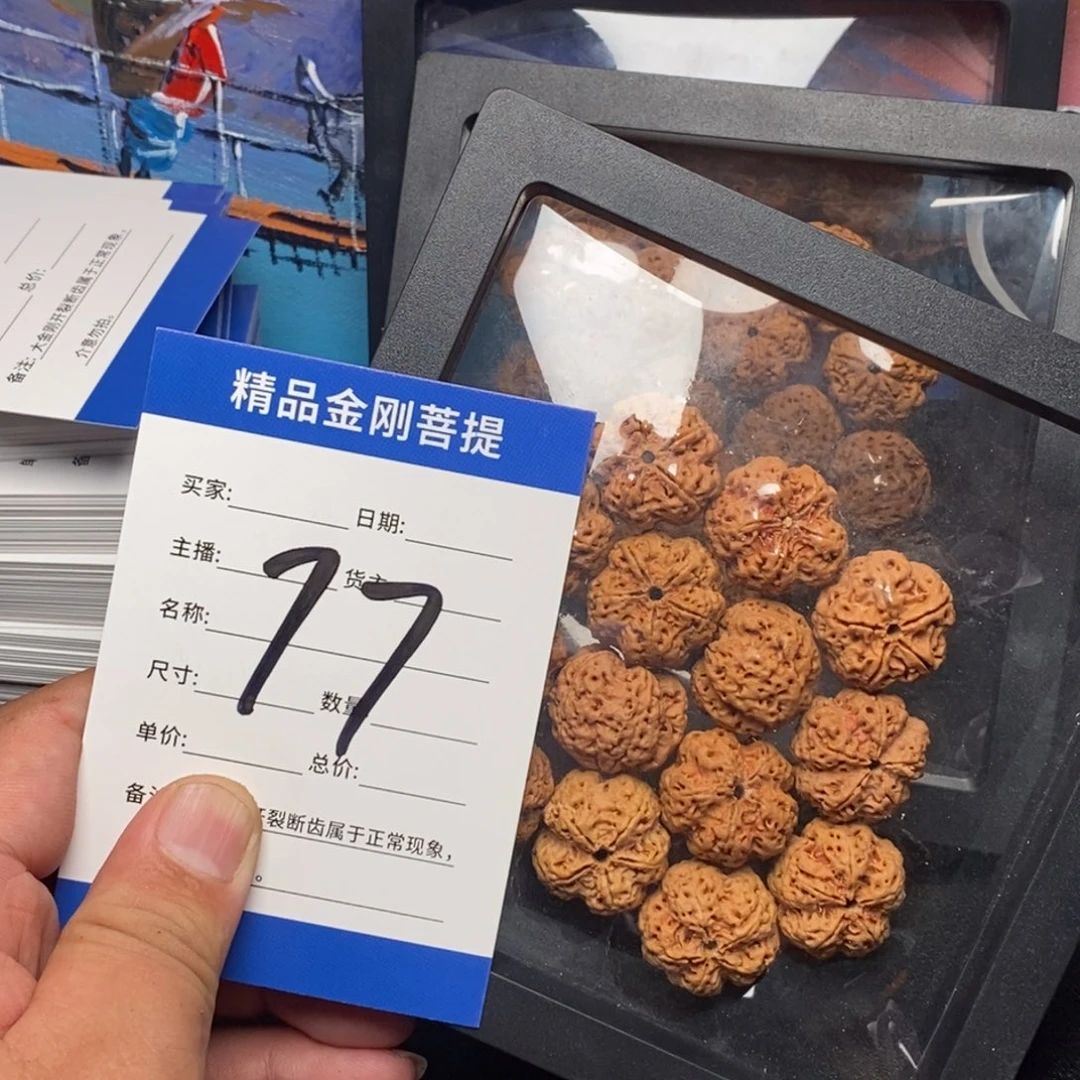 总价:
备注: 大金刚开裂断齿属于正常现象,
介意勿拍。
精品金刚菩提
买家:
日期:
主播:
77
名称:
尺寸:
数量
单价:
总价:
裂断齿属于正常现象,
。